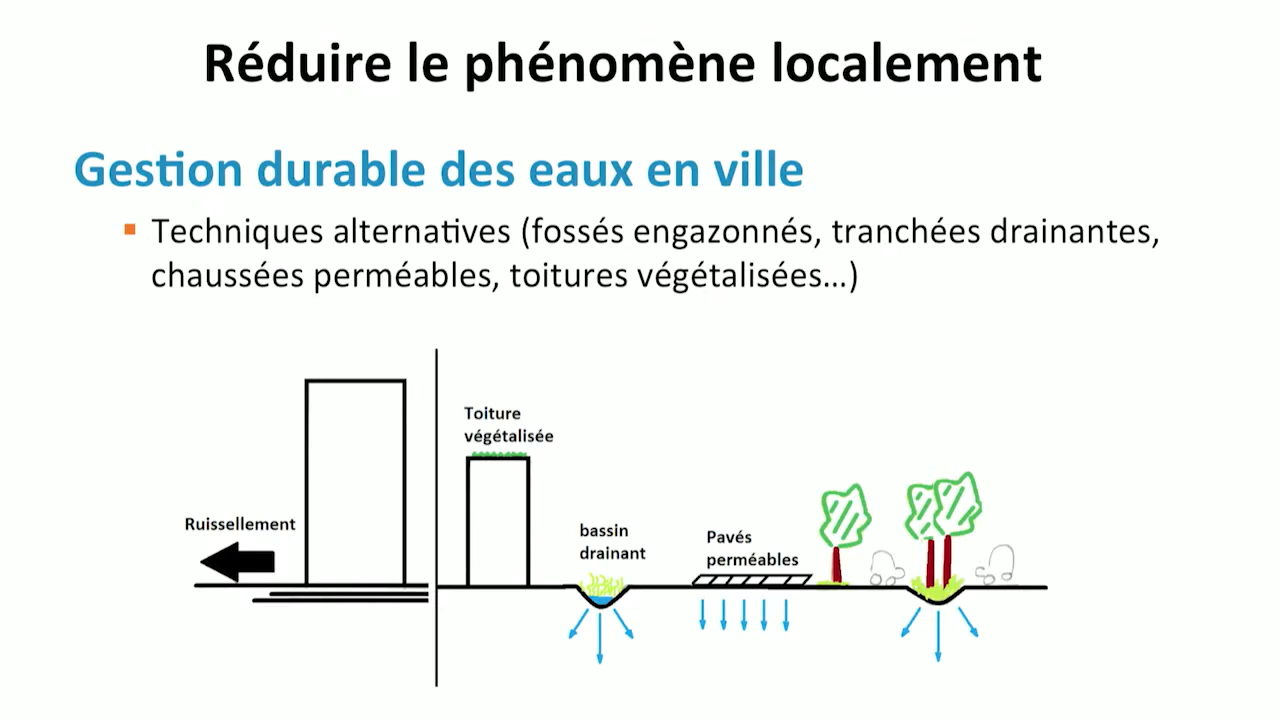 Réduire le phénomène localement
Gestion durable des eaux en ville
Techniques alternatives (fossés engazonnés, tranchées drainantes,
chaussées perméables, toitures végétalisées...)
Toiture
végétalisée
Ruissellement
bassin
drainant
Pavés
perméables